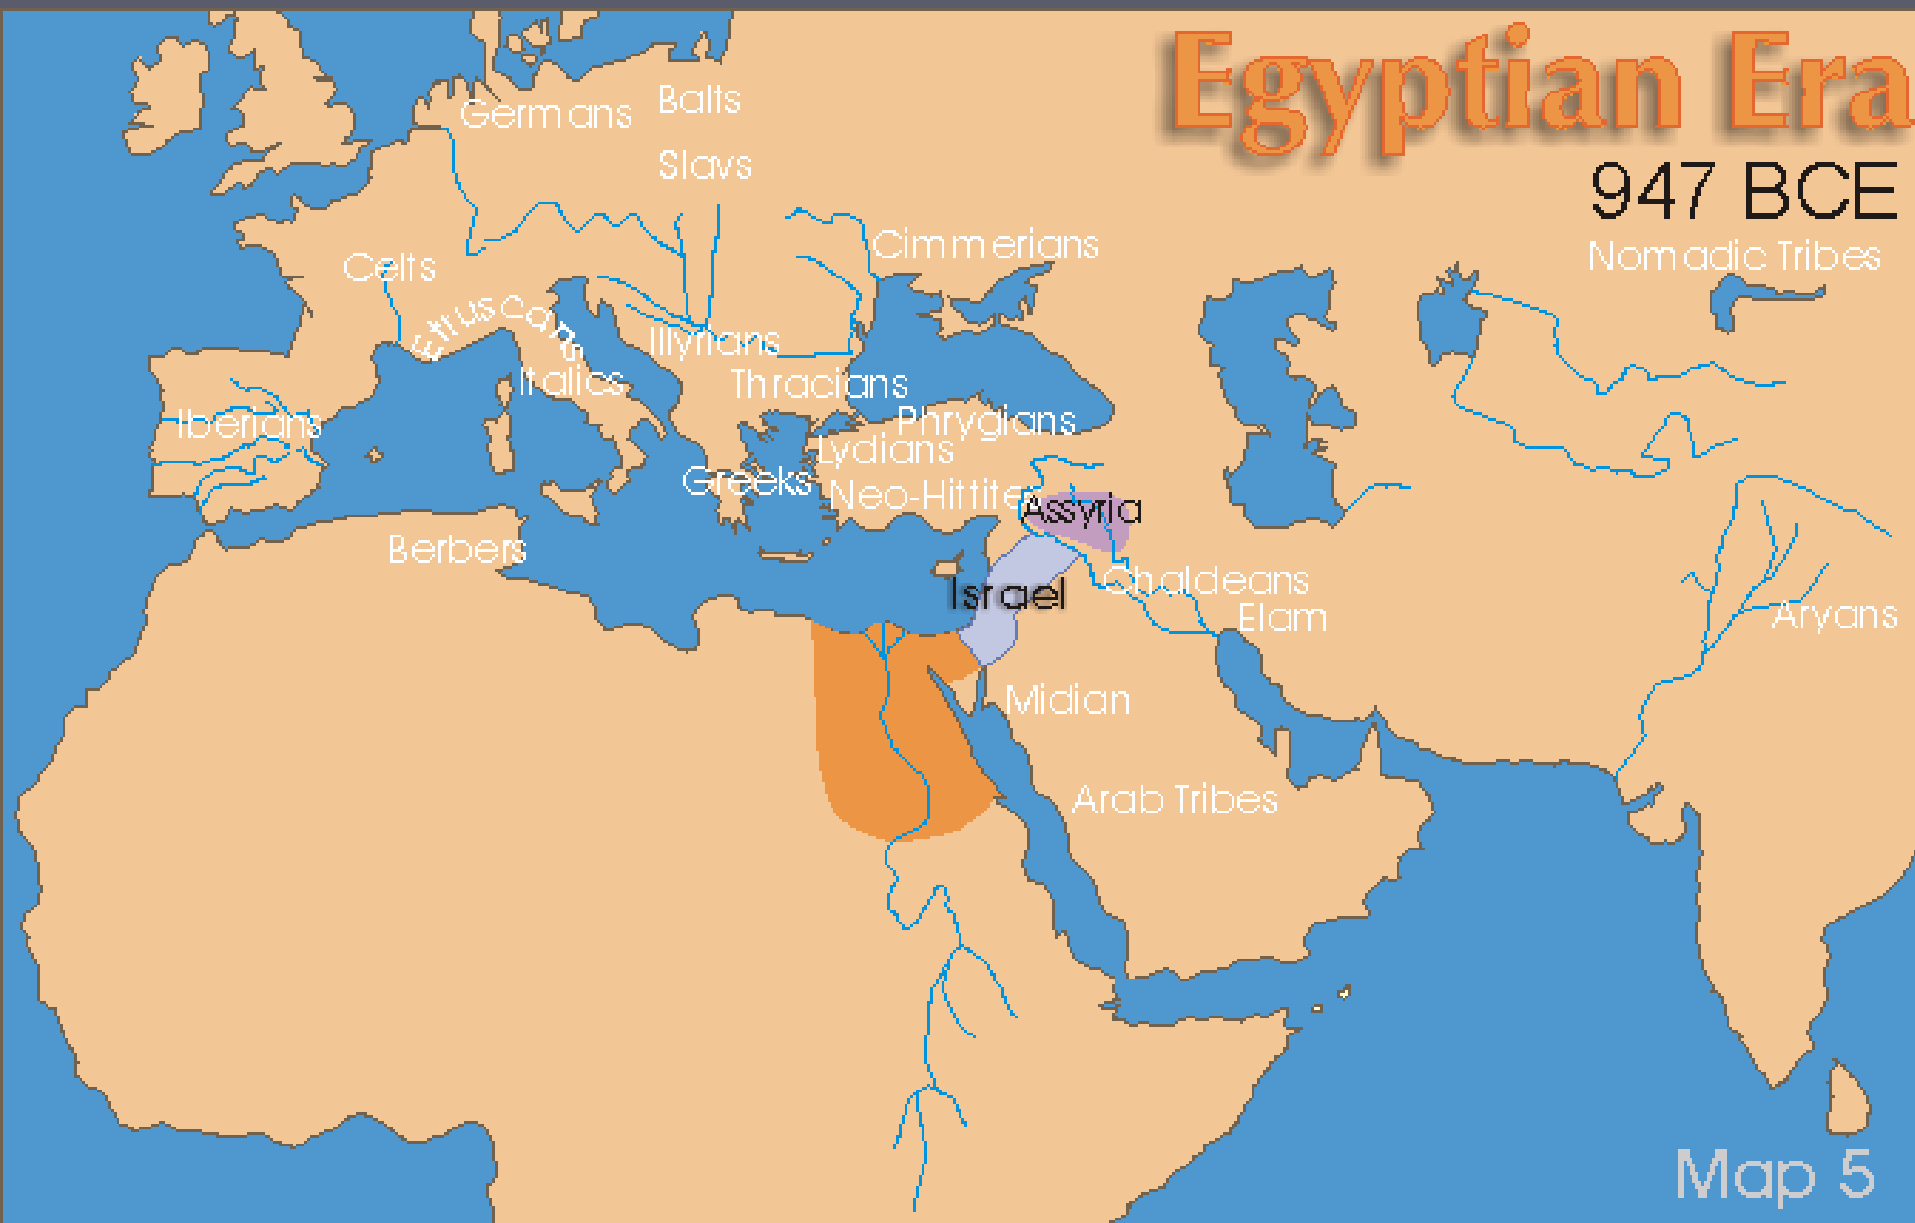 Egyptian Era
947 BCE
Germans
Balts
Slavs
Cimmerians
Nomadic Tribes
Celts
Etruscans
Illyrians
Italics
Thracians
Iberians
Phrygians
Lydians
Greeks
Neo-Hittites
Assyria
Berbers
Israel
Chaldeans
Elam
Aryans
Midian
Arab Tribes
Map 5